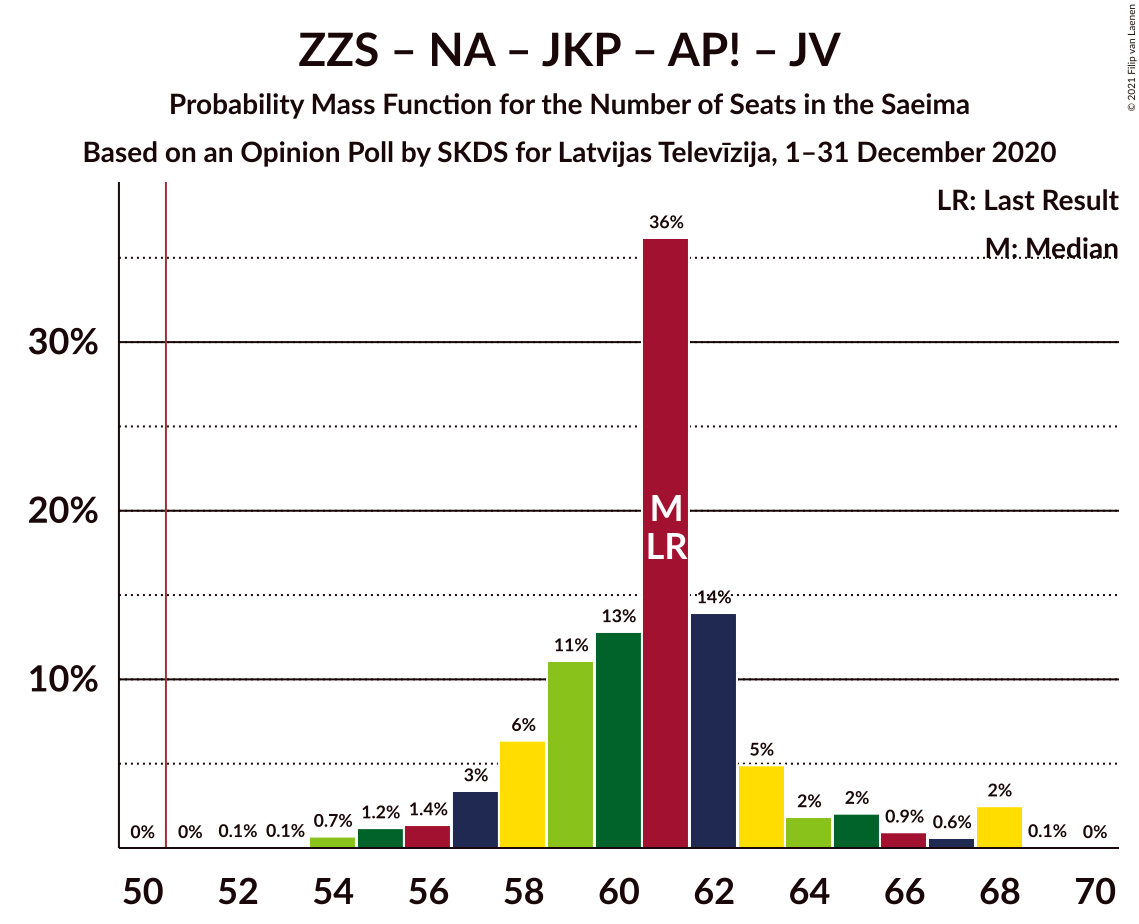 ZZS – NA – JKP – AP! – JV
Probability Mass Function for the Number of Seats in the Saeima
Based on an Opinion Poll by SKDS for Latvijas Televīzija, 1–31 December 2020
© 2021 Filip van Laenen
LR: Last Result
M: Median
30%
20%
10%
0%
0%
0.1%
0.1%
0.7%
1.2%
1.4%
3%
6%
11%
13%
36%
M
LR
14%
5%
2%
2%
0.9%
0.6%
2%
0.1%
0%
50 52 54 56 58 60 62 64 66 68 70